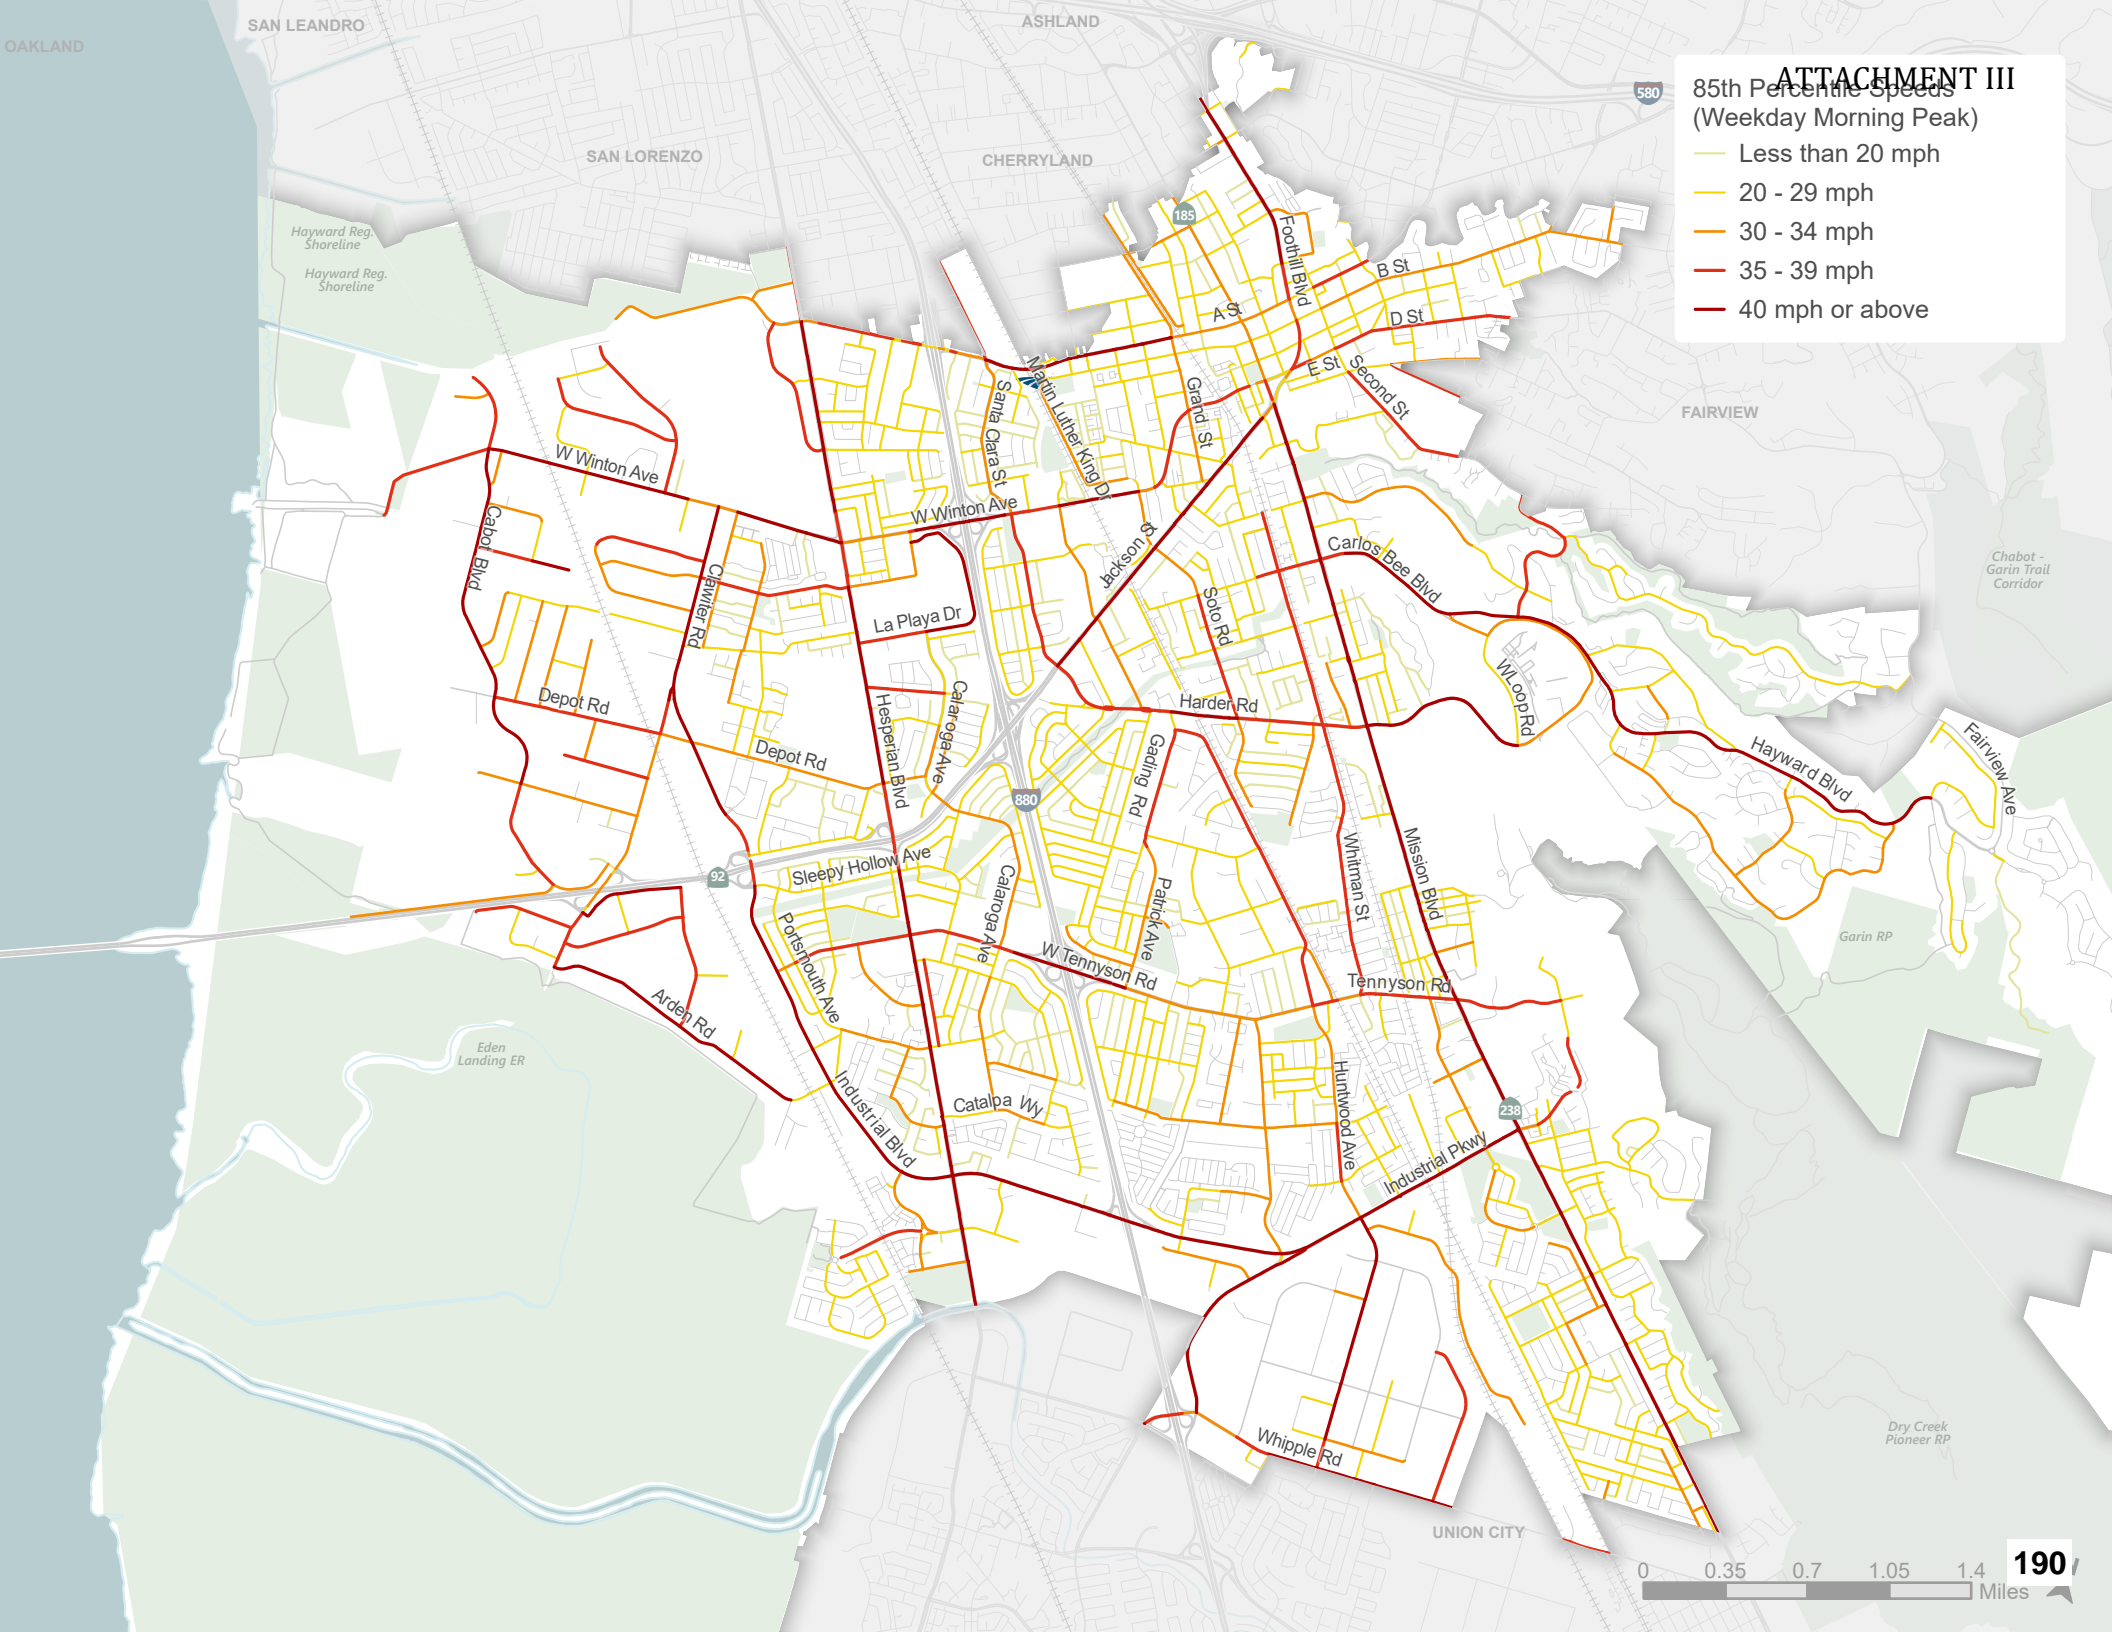 OAKLAND
SAN LEANDRO
ASHLAND
SAN LORENZO
CHERRYLAND
580
ATTACHMENT III
85th Percentile Speeds
(Weekday Morning Peak)
Less than 20 mph
20 - 29 mph
30 - 34 mph
35 - 39 mph
40 mph or above
Hayward Reg.
Shoreline
Hayward Reg.
Shoreline
185
Foothill Blvd
B St
A St
D St
E St
Second St
Martin Luther King Dr
Santa Clara St
Grand St
FAIRVIEW
W Winton Ave
W Winton Ave
Cabot Blvd
Clawiter Rd
Jackson St
Carlos Bee Blvd
Soto Rd
La Playa Dr
Chabot -
Garin Trail
Corridor
W Loop Rd
Depot Rd
Depot Rd
Harder Rd
Hesperian Blvd
Calaroga Ave
Gading Rd
Hayward Blvd
Fairview Ave
880
92
Sleepy Hollow Ave
Whitman St
Mission Blvd
Calaroga Ave
Patrick Ave
Portsmouth Ave
W Tennyson Rd
Tennyson Rd
Garin RP
Arden Rd
Eden
Landing ER
Industrial Blvd
Catalpa Wy
Huntwood Ave
238
Industrial Pkwy
Whipple Rd
Dry Creek
Pioneer RP
UNION CITY
0 0.35 0.7 1.05 1.4
Miles
190